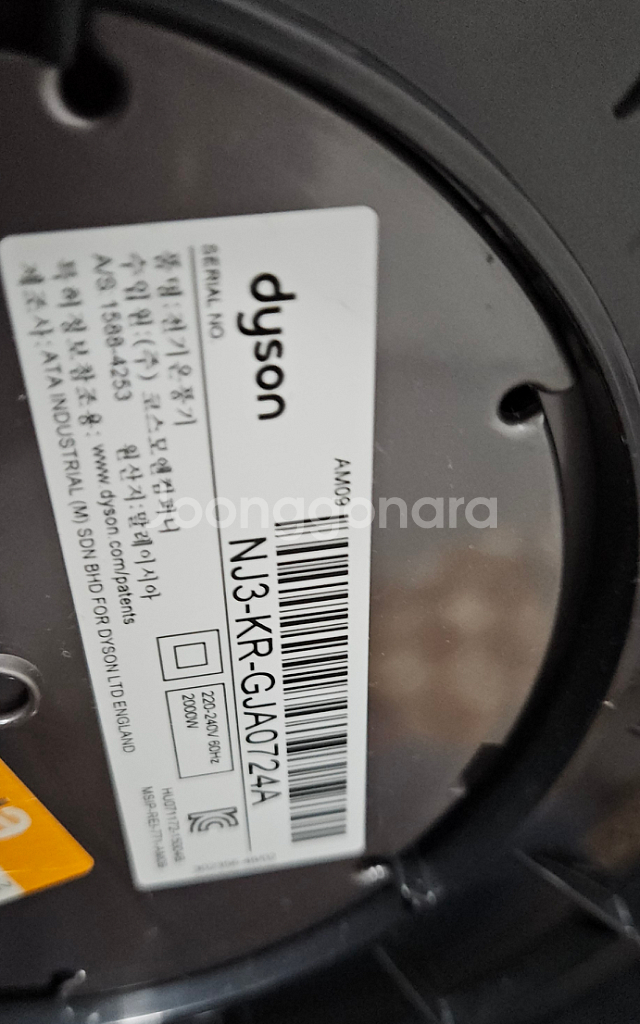 dyson
AM09
SERIAL NO.
NJ3-KR-GJA0724A
품 명 : 전기온풍기
수입원 : (주) 코스모앤컴퍼니
A/S 1588-4253 원산지 : 말레이시아
특허정보참조용 : www.dyson.com/patents
제조사 : ATA INDUSTRIAL (M) SDN BHD FOR DYSON LTD ENGLAND
220-240V 60Hz
2000W
soonggonara